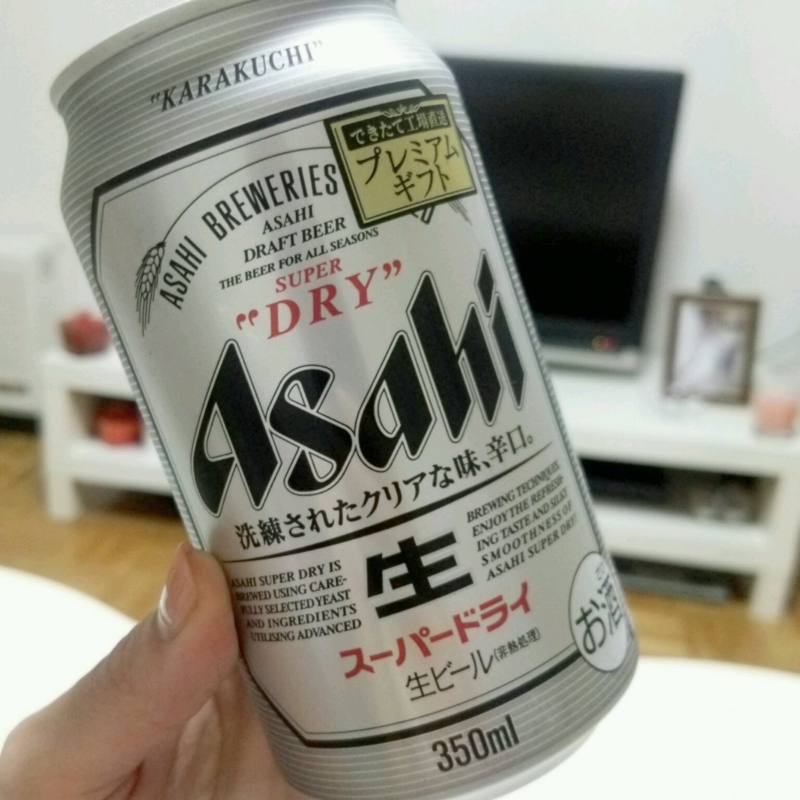 "KARAKUCHI"
できたて工場直送
プレミアム
ギフト
ASAHI BREWERIES
ASAHI
DRAFT BEER
THE BEER FOR ALL SEASONS
SUPER
"DRY"
Asahi
洗練されたクリアな味、辛口。
ASAHI SUPER DRY IS
BREWED USING CARE-
FULLY SELECTED YEAST
AND INGREDIENTS
UTILISING ADVANCED
生
BREWING TECHNIQUES.
ENJOY THE REFRESH-
ING TASTE AND SILKY
SMOOTHNESS OF
ASAHI SUPER DRY.
スーパードライ
生ビール(非熱処理)
お酒
350ml